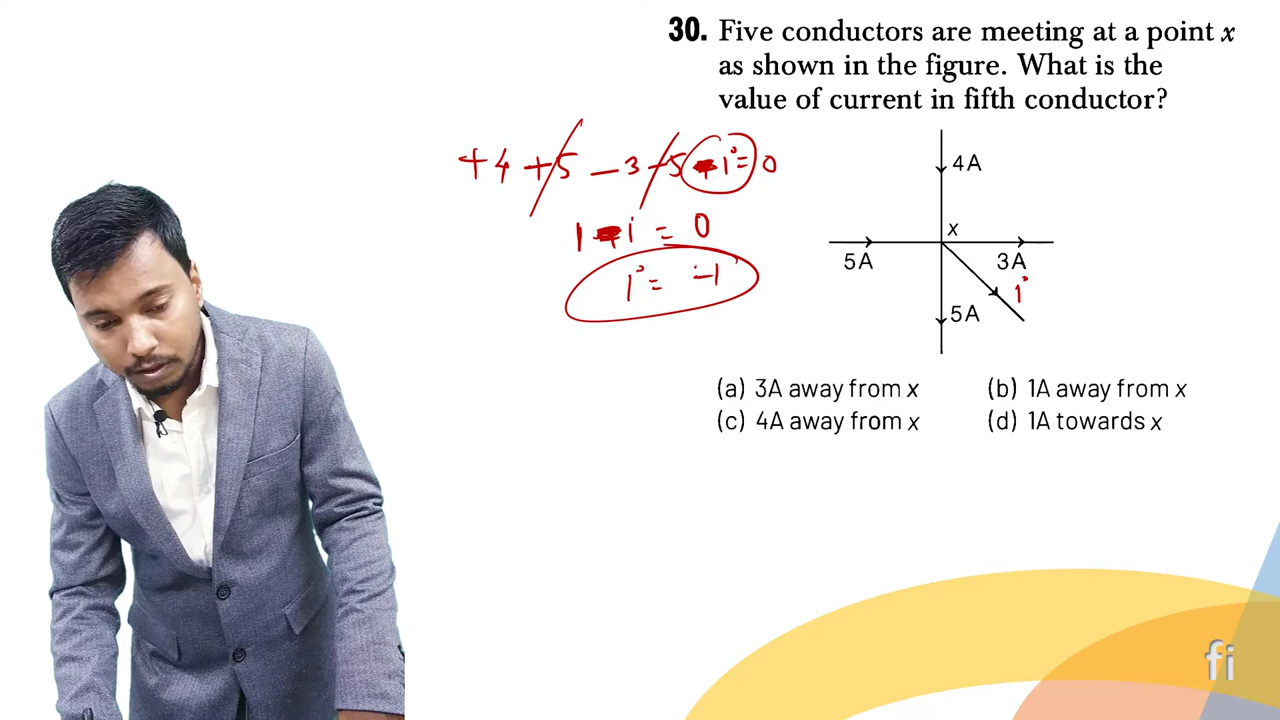 30. Five conductors are meeting at a point x
as shown in the figure. What is the
value of current in fifth conductor?
+4 +5 - 3 - 5 - i = 0
1 - i = 0
i = -1
4A
x
5A
3A
i
5A
(a) 3A away from x
(b) 1A away from x
(c) 4A away from x
(d) 1A towards x
fi